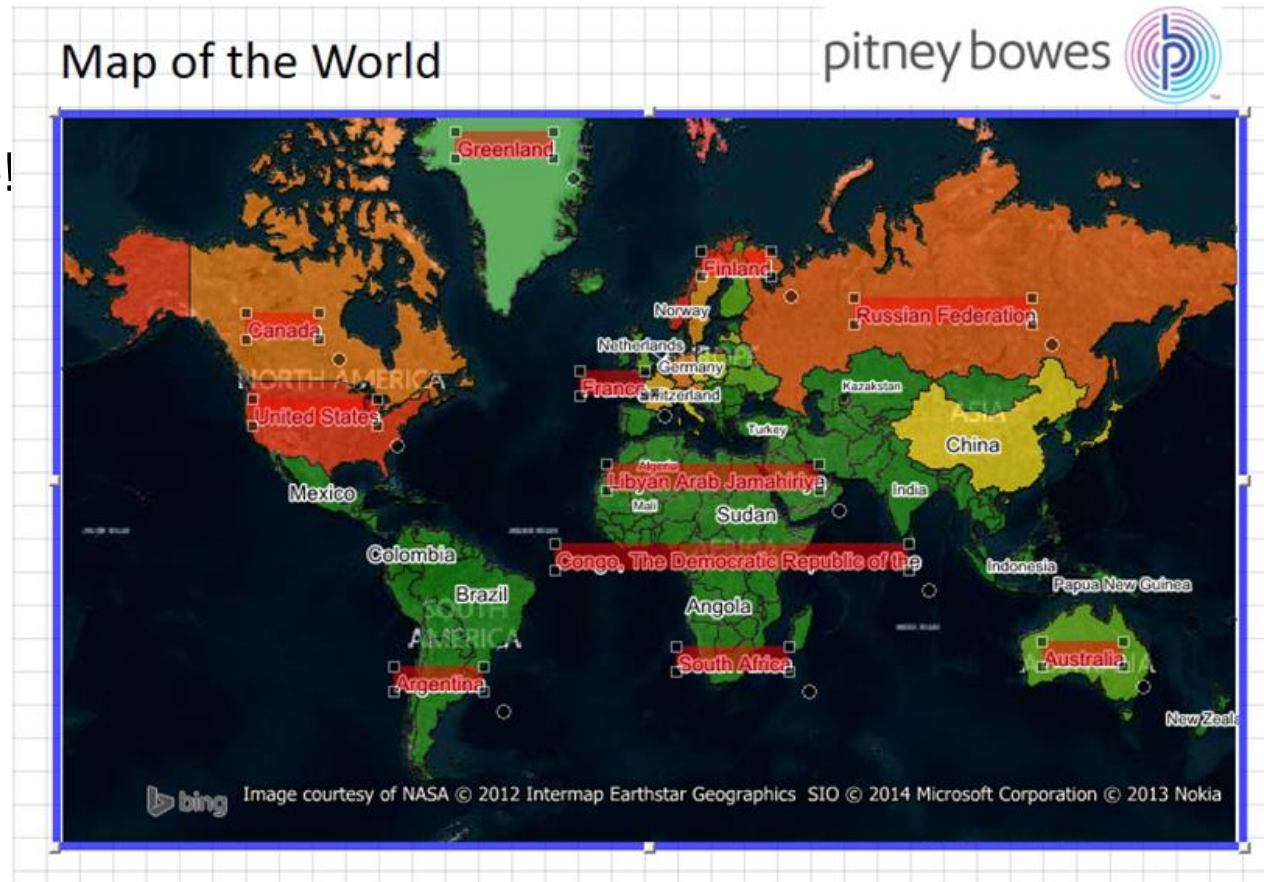 Map of the World
pitney bowes
!
Greenland
Finland
Norway
Russian Federation
Canada
Netherlands
Germany
NORTH AMERICA
France
Switzerland
Kazakstan
United States
ASIA
Turkey
China
Algeria
Libyan Arab Jamahiriya
Mexico
Mali
India
Sudan
Colombia
Congo, The Democratic Republic of the
Indonesia
Papua New Guinea
Brazil
Angola
SOUTH
AMERICA
South Africa
Australia
Argentina
New Zeala
bing
Image courtesy of NASA © 2012 Intermap Earthstar Geographics SIO © 2014 Microsoft Corporation © 2013 Nokia